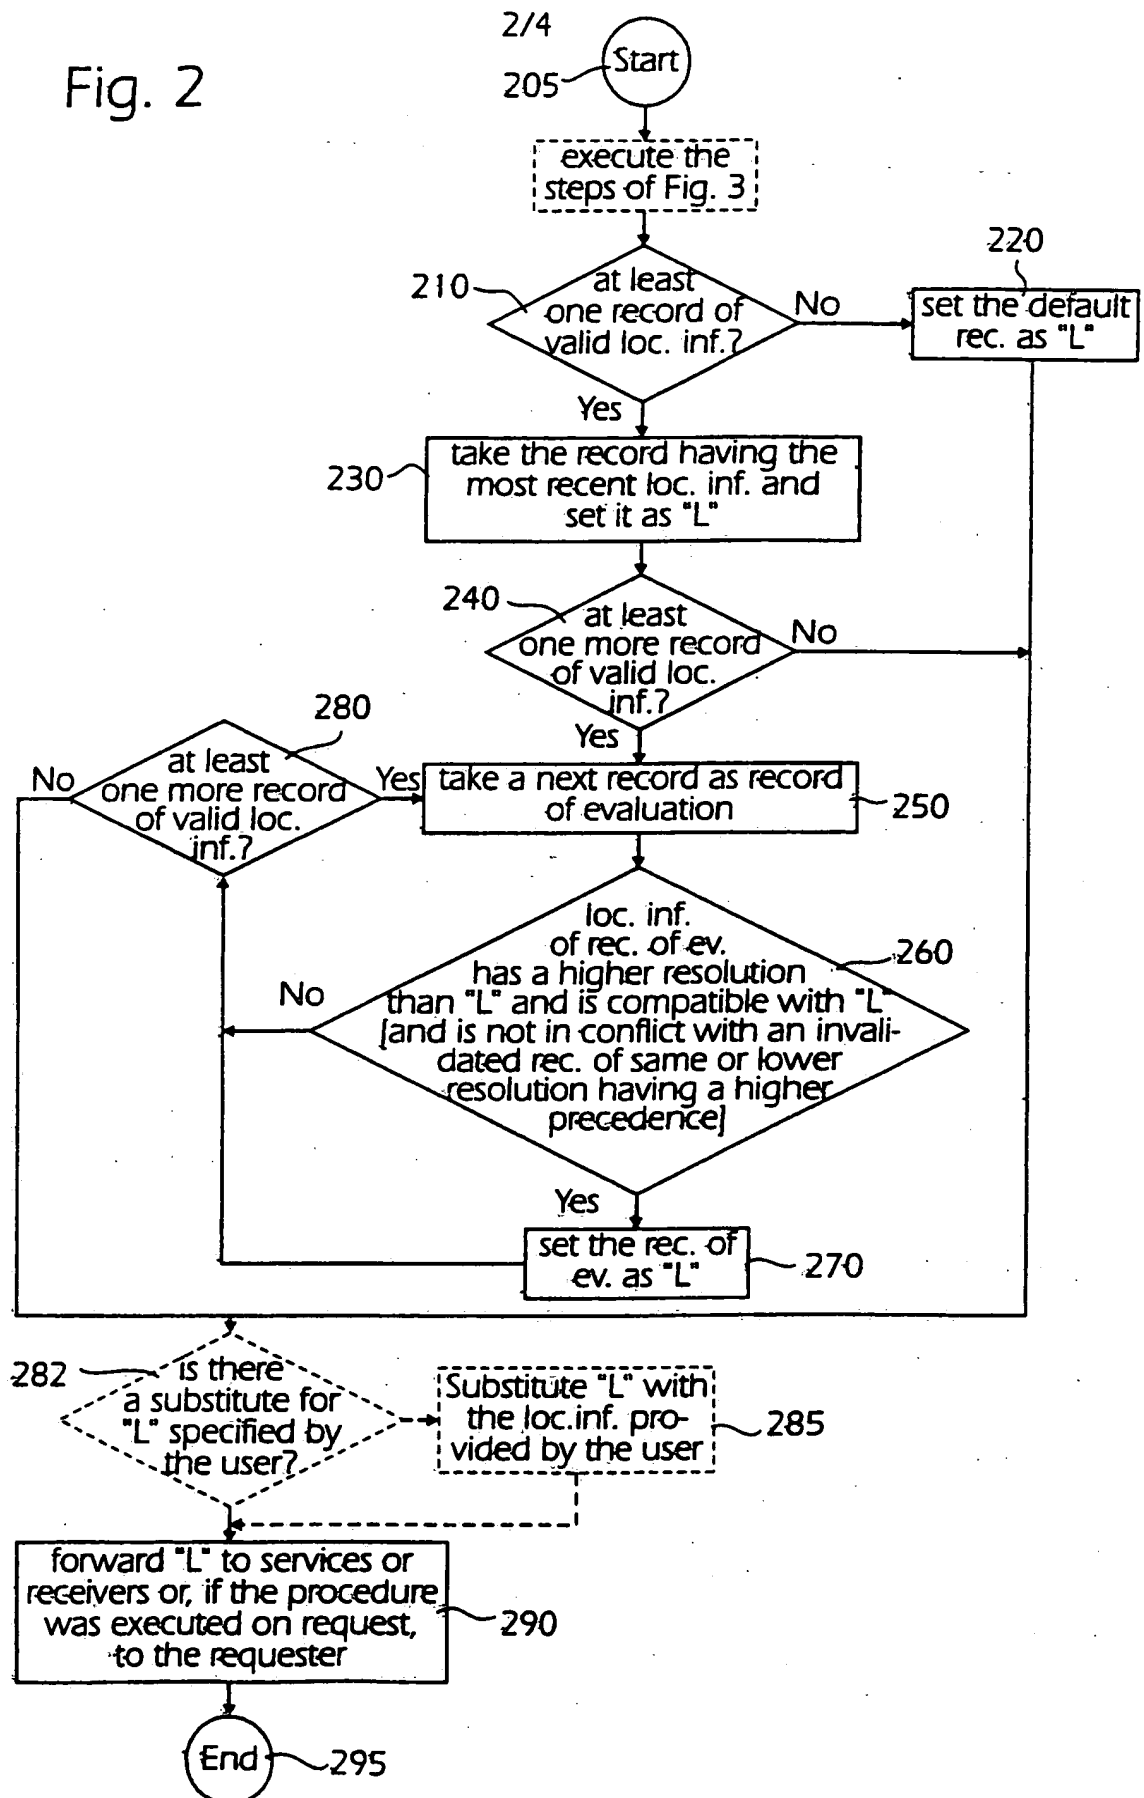 2/4
Fig. 2
Start
205
execute the
steps of Fig. 3
220
210
at least
one record of
valid loc. inf.?
No
set the default
rec. as "L"
Yes
230
take the record having the
most recent loc. inf. and
set it as "L"
240
at least
one more record
of valid loc.
inf.?
No
Yes
280
at least
one more record
of valid loc.
inf.?
No
Yes
take a next record as record
of evaluation
250
loc. inf.
of rec. of ev.
has a higher resolution
than "L" and is compatible with "L"
[and is not in conflict with an invali-
dated rec. of same or lower
resolution having a higher
precedence]
260
No
Yes
set the rec. of
ev. as "L"
270
282
is there
a substitute for
"L" specified by
the user?
Substitute "L" with
the loc.inf. pro-
vided by the user
285
forward "L" to services or
receivers or, if the procedure
was executed on request,
to the requester
290
End
295